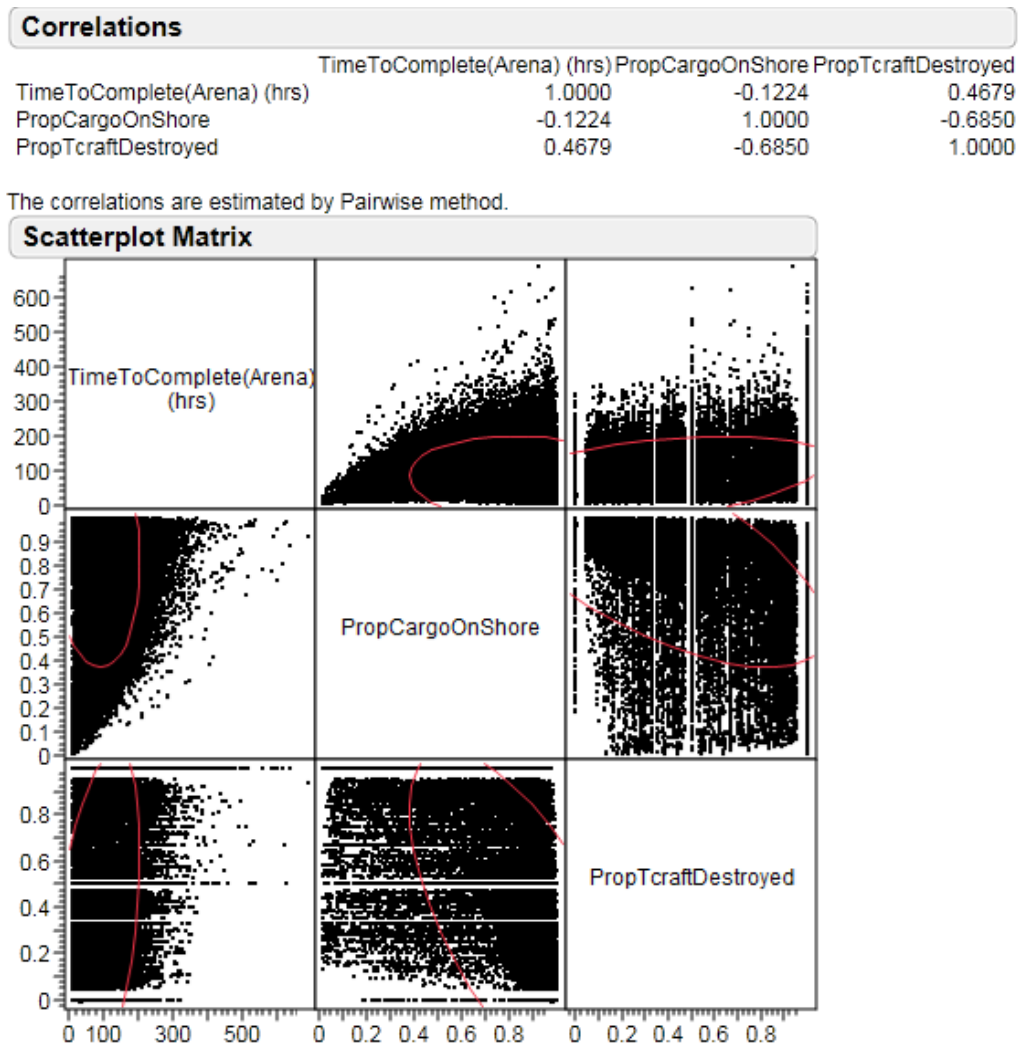 Correlations
TimeToComplete(Arena) (hrs) PropCargoOnShore PropTcraftDestroyed
TimeToComplete(Arena) (hrs) 1.0000 -0.1224 0.4679
PropCargoOnShore -0.1224 1.0000 -0.6850
PropTcraftDestroyed 0.4679 -0.6850 1.0000
The correlations are estimated by Pairwise method.
Scatterplot Matrix
600
500
400
300
200
100
0
TimeToComplete(Arena)
(hrs)
0.9
0.8
0.7
0.6
0.5
0.4
0.3
0.2
0.1
0
PropCargoOnShore
0.8
0.6
0.4
0.2
0
PropTcraftDestroyed
0 100 300 500 0 0.2 0.4 0.6 0.8 0 0.2 0.4 0.6 0.8